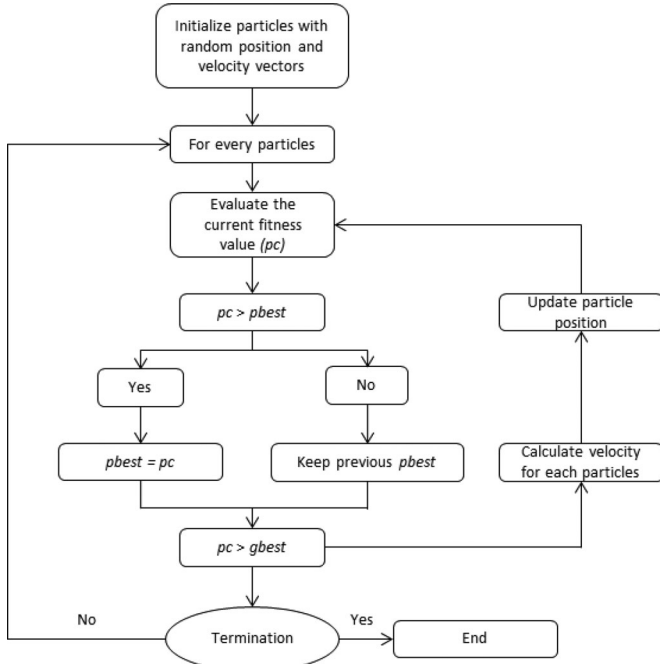 Initialize particles with
random position and
velocity vectors
For every particles
Evaluate the
current fitness
value (pc)
pc > pbest
Update particle
position
Yes
No
pbest = pc
Keep previous pbest
Calculate velocity
for each particles
pc > gbest
No
Termination
Yes
End